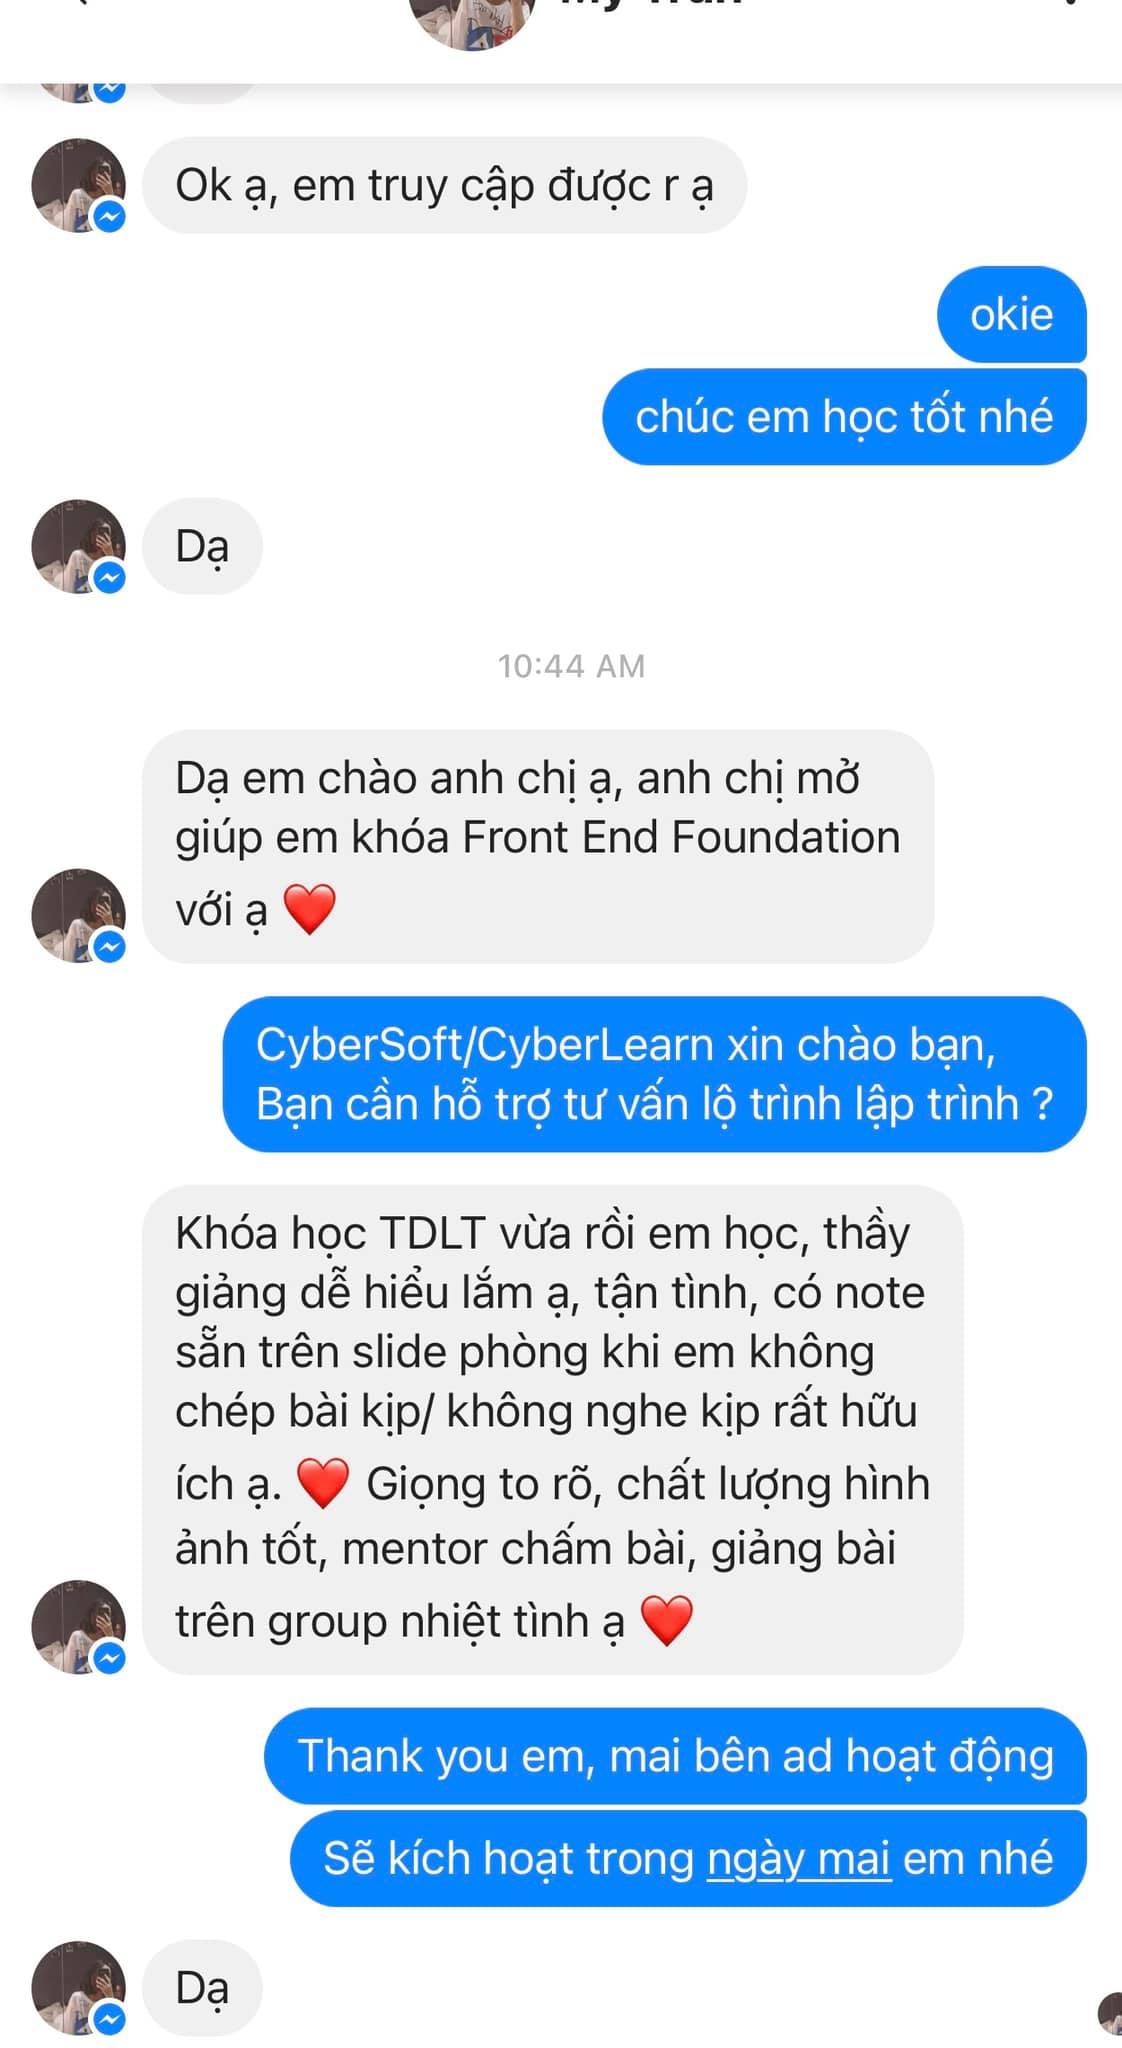 Ok ạ, em truy cập được r ạ
okie
chúc em học tốt nhé
Dạ
10:44 AM
Dạ em chào anh chị ạ, anh chị mở
giúp em khóa Front End Foundation
với ạ ❤️
CyberSoft/CyberLearn xin chào bạn,
Bạn cần hỗ trợ tư vấn lộ trình lập trình ?
Khóa học TDLT vừa rồi em học, thầy
giảng dễ hiểu lắm ạ, tận tình, có note
sẵn trên slide phòng khi em không
chép bài kịp/ không nghe kịp rất hữu
ích ạ. ❤️ Giọng to rõ, chất lượng hình
ảnh tốt, mentor chấm bài, giảng bài
trên group nhiệt tình ạ ❤️
Thank you em, mai bên ad hoạt động
Sẽ kích hoạt trong ngày mai em nhé
Dạ